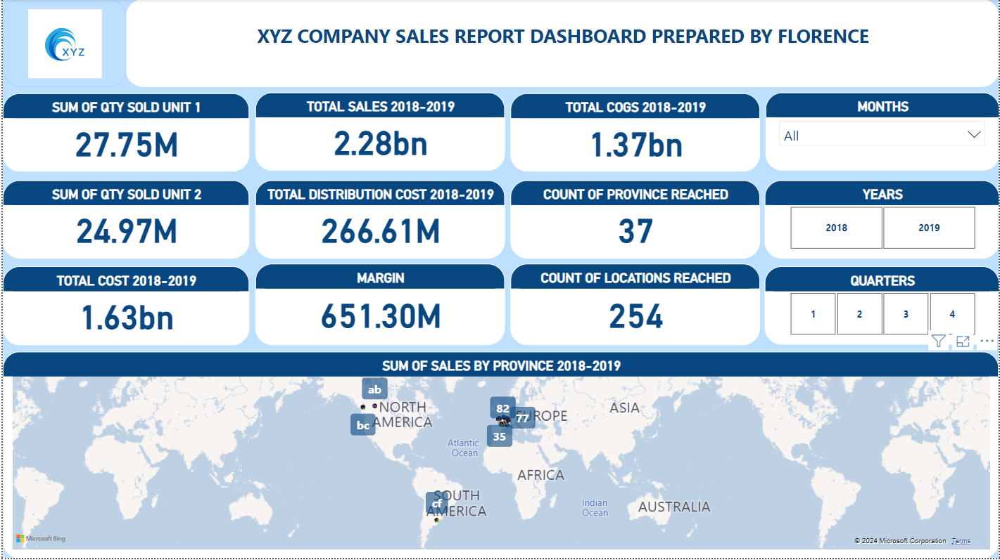 XYZ
XYZ COMPANY SALES REPORT DASHBOARD PREPARED BY FLORENCE
SUM OF QTY SOLD UNIT 1
27.75M
TOTAL SALES 2018-2019
2.28bn
TOTAL COGS 2018-2019
1.37bn
MONTHS
All
SUM OF QTY SOLD UNIT 2
24.97M
TOTAL DISTRIBUTION COST 2018-2019
266.61M
COUNT OF PROVINCE REACHED
37
YEARS
2018
2019
TOTAL COST 2018-2019
1.63bn
MARGIN
651.30M
COUNT OF LOCATIONS REACHED
254
QUARTERS
1
2
3
4
SUM OF SALES BY PROVINCE 2018-2019
ab
NORTH
AMERICA
bc
82
77
EUROPE
35
ASIA
Atlantic
Ocean
AFRICA
SOUTH
AMERICA
cf
Indian
Ocean
AUSTRALIA
Microsoft Bing
© 2024 Microsoft Corporation Terms